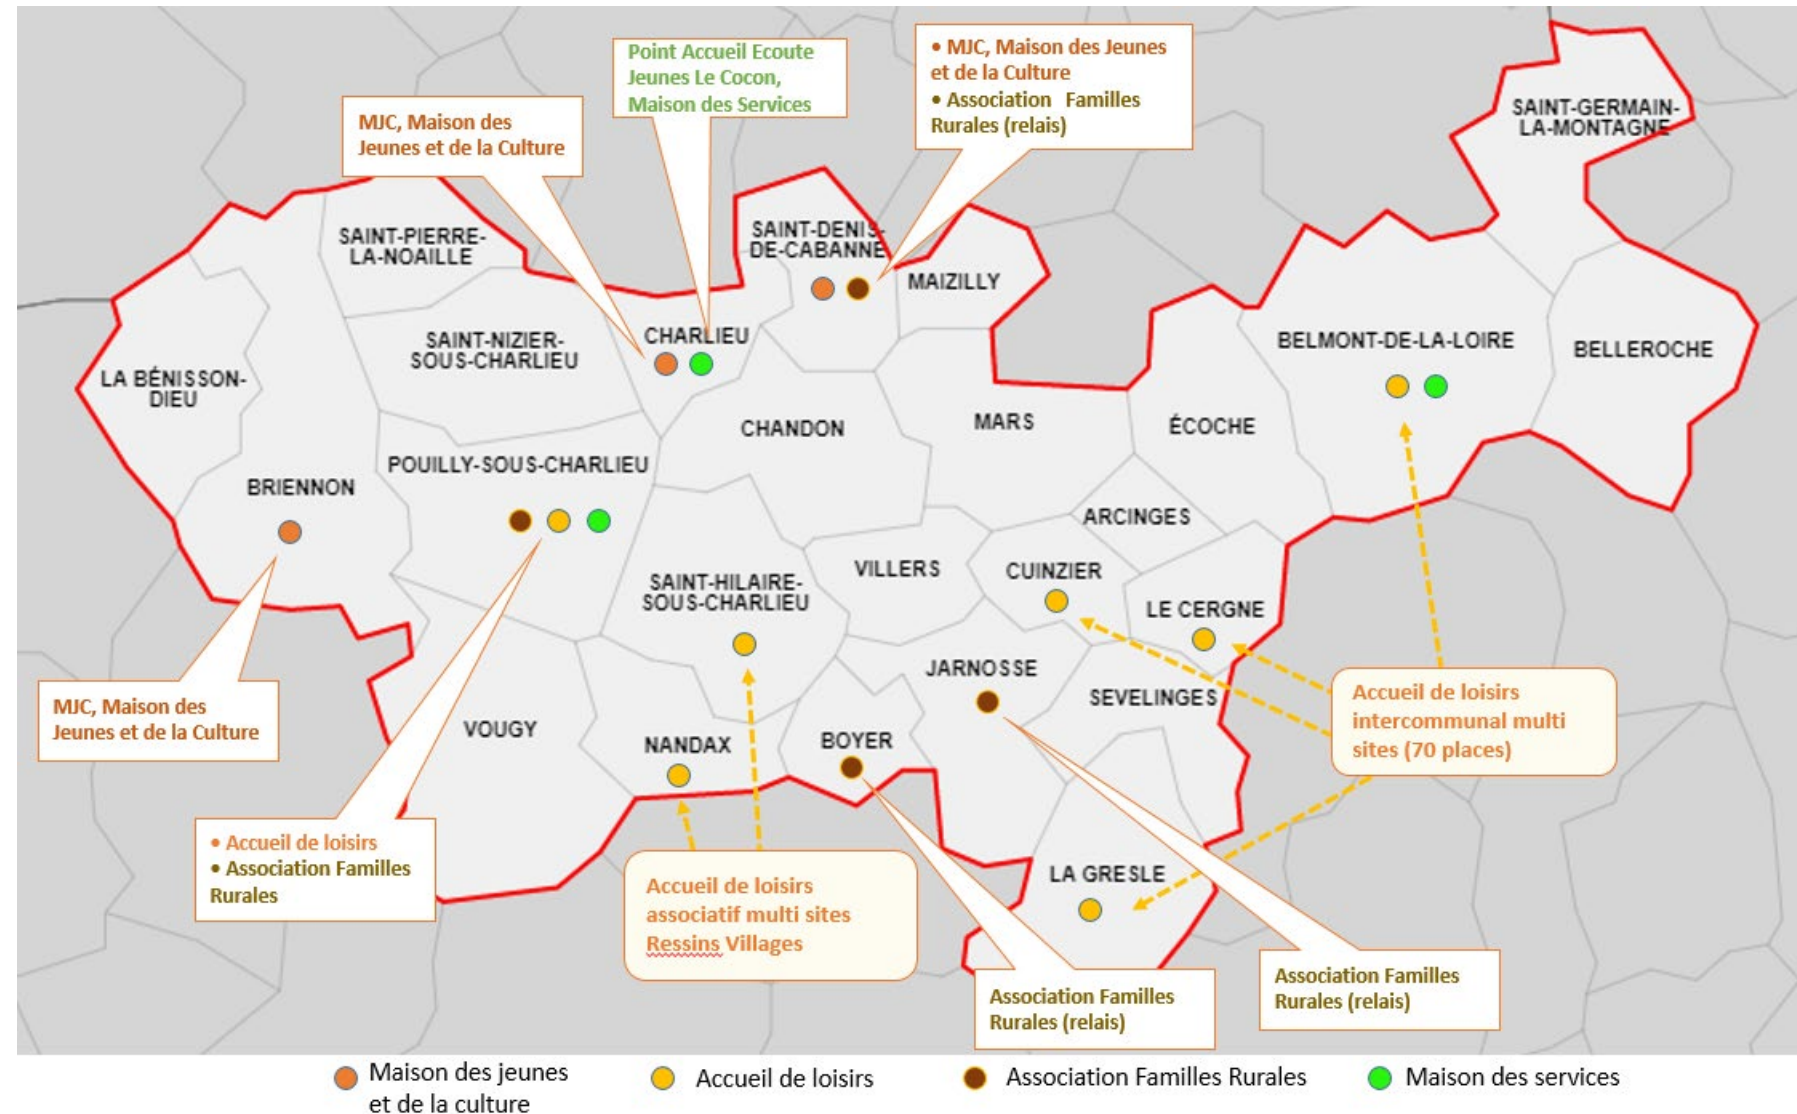 Point Accueil Ecoute
Jeunes Le Cocon,
Maison des Services
• MJC, Maison des Jeunes
et de la Culture
• Association Familles
Rurales (relais)
MJC, Maison des
Jeunes et de la Culture
SAINT-GERMAIN-
LA-MONTAGNE
SAINT-PIERRE-
LA-NOAILLE
SAINT-DENIS-
DE-CABANNE
MAIZILLY
SAINT-NIZIER-
SOUS-CHARLIEU
CHARLIEU
BELMONT-DE-LA-LOIRE
BELLEROCHE
LA BÉNISSON-
DIEU
CHANDON
MARS
ÉCOCHE
POUILLY-SOUS-CHARLIEU
BRIENNON
ARCINGES
VILLERS
CUINZIER
SAINT-HILAIRE-
SOUS-CHARLIEU
LE CERGNE
JARNOSSE
SEVELINGES
MJC, Maison des
Jeunes et de la Culture
Accueil de loisirs
intercommunal multi
sites (70 places)
VOUGY
NANDAX
BOYER
• Accueil de loisirs
• Association Familles
Rurales
Accueil de loisirs
associatif multi sites
Ressins Villages
LA GRESLE
Association Familles
Rurales (relais)
Association Familles
Rurales (relais)
Maison des jeunes
et de la culture
Accueil de loisirs
Association Familles Rurales
Maison des services